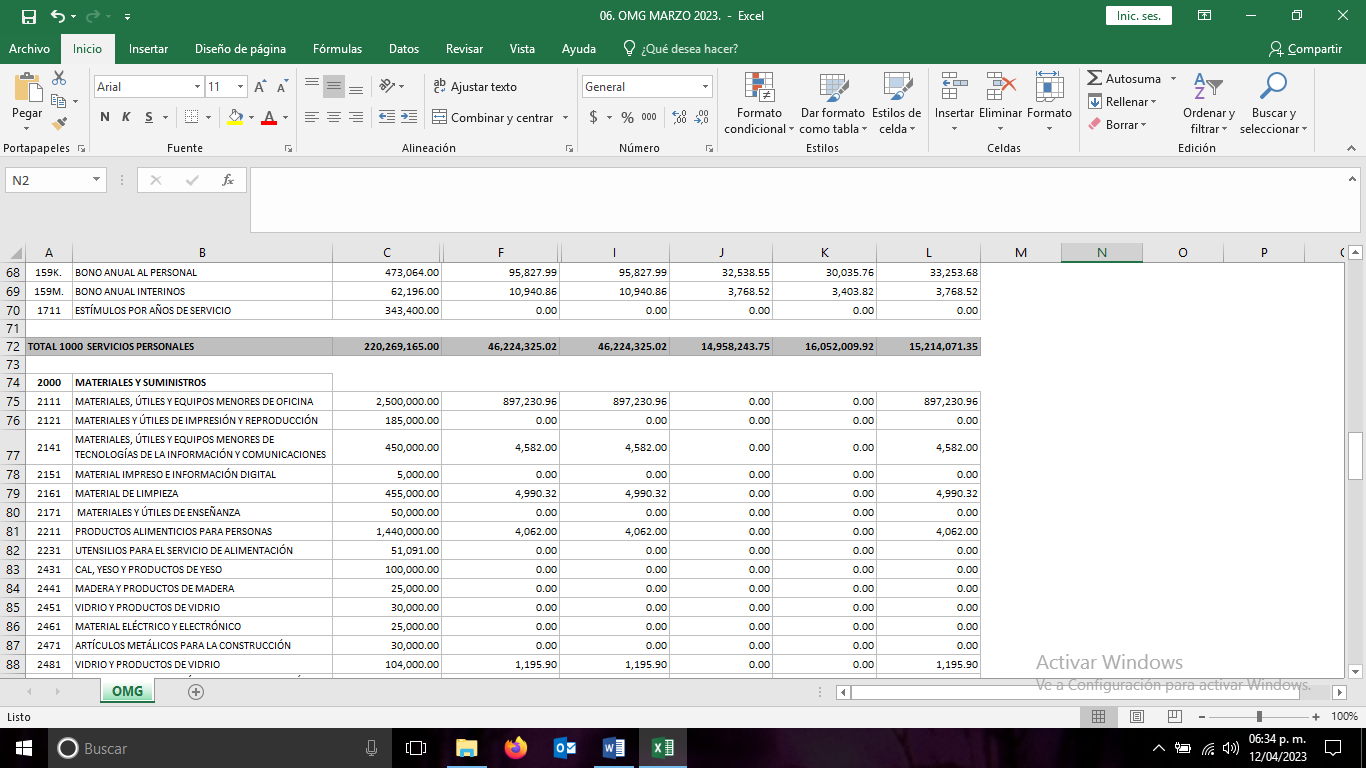 06. OMG MARZO 2023. - Excel
Inic. ses.
Archivo Inicio Insertar Diseño de página Fórmulas Datos Revisar Vista Ayuda ¿Qué desea hacer? Compartir
Pegar
Arial 11
N K S
ab Ajustar texto
Combinar y centrar
General
$ % 000
Formato condicional
Dar formato como tabla
Estilos de celda
Insertar Eliminar Formato
Autosuma
Rellenar
Borrar
Ordenar y filtrar
Buscar y seleccionar
Portapapeles Fuente Alineación Número Estilos Celdas Edición
N2 fx
A B C F I J K L M N O P
68 159K. BONO ANUAL AL PERSONAL 473,064.00 95,827.99 95,827.99 32,538.55 30,035.76 33,253.68
69 159M. BONO ANUAL INTERINOS 62,196.00 10,940.86 10,940.86 3,768.52 3,403.82 3,768.52
70 1711 ESTÍMULOS POR AÑOS DE SERVICIO 343,400.00 0.00 0.00 0.00 0.00 0.00
71
72 TOTAL 1000 SERVICIOS PERSONALES 220,269,165.00 46,224,325.02 46,224,325.02 14,958,243.75 16,052,009.92 15,214,071.35
73
74 2000 MATERIALES Y SUMINISTROS
75 2111 MATERIALES, ÚTILES Y EQUIPOS MENORES DE OFICINA 2,500,000.00 897,230.96 897,230.96 0.00 0.00 897,230.96
76 2121 MATERIALES Y ÚTILES DE IMPRESIÓN Y REPRODUCCIÓN 185,000.00 0.00 0.00 0.00 0.00 0.00
77 2141 MATERIALES, ÚTILES Y EQUIPOS MENORES DE
TECNOLOGÍAS DE LA INFORMACIÓN Y COMUNICACIONES 450,000.00 4,582.00 4,582.00 0.00 0.00 4,582.00
78 2151 MATERIAL IMPRESO E INFORMACIÓN DIGITAL 5,000.00 0.00 0.00 0.00 0.00 0.00
79 2161 MATERIAL DE LIMPIEZA 455,000.00 4,990.32 4,990.32 0.00 0.00 4,990.32
80 2171 MATERIALES Y ÚTILES DE ENSEÑANZA 50,000.00 0.00 0.00 0.00 0.00 0.00
81 2211 PRODUCTOS ALIMENTICIOS PARA PERSONAS 1,440,000.00 4,062.00 4,062.00 0.00 0.00 4,062.00
82 2231 UTENSILIOS PARA EL SERVICIO DE ALIMENTACIÓN 51,091.00 0.00 0.00 0.00 0.00 0.00
83 2431 CAL, YESO Y PRODUCTOS DE YESO 100,000.00 0.00 0.00 0.00 0.00 0.00
84 2441 MADERA Y PRODUCTOS DE MADERA 25,000.00 0.00 0.00 0.00 0.00 0.00
85 2451 VIDRIO Y PRODUCTOS DE VIDRIO 30,000.00 0.00 0.00 0.00 0.00 0.00
86 2461 MATERIAL ELÉCTRICO Y ELECTRÓNICO 25,000.00 0.00 0.00 0.00 0.00 0.00
87 2471 ARTÍCULOS METÁLICOS PARA LA CONSTRUCCIÓN 30,000.00 0.00 0.00 0.00 0.00 0.00
88 2481 VIDRIO Y PRODUCTOS DE VIDRIO 104,000.00 1,195.90 1,195.90 0.00 0.00 1,195.90
Activar Windows
Ve a Configuración para activar Windows.
OMG
Listo 100%
Buscar
06:34 p. m.
12/04/2023